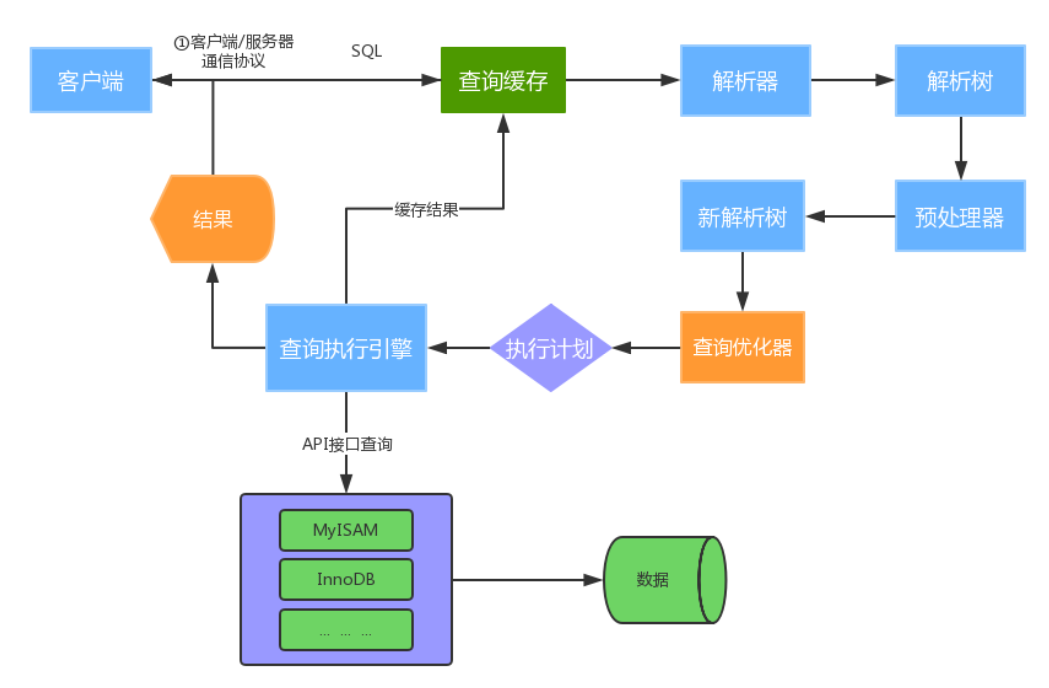 ①客户端/服务器
通信协议
SQL
客户端
查询缓存
解析器
解析树
结果
缓存结果
新解析树
预处理器
查询执行引擎
执行计划
查询优化器
API接口查询
MyISAM
InnoDB
... ... ...
数据